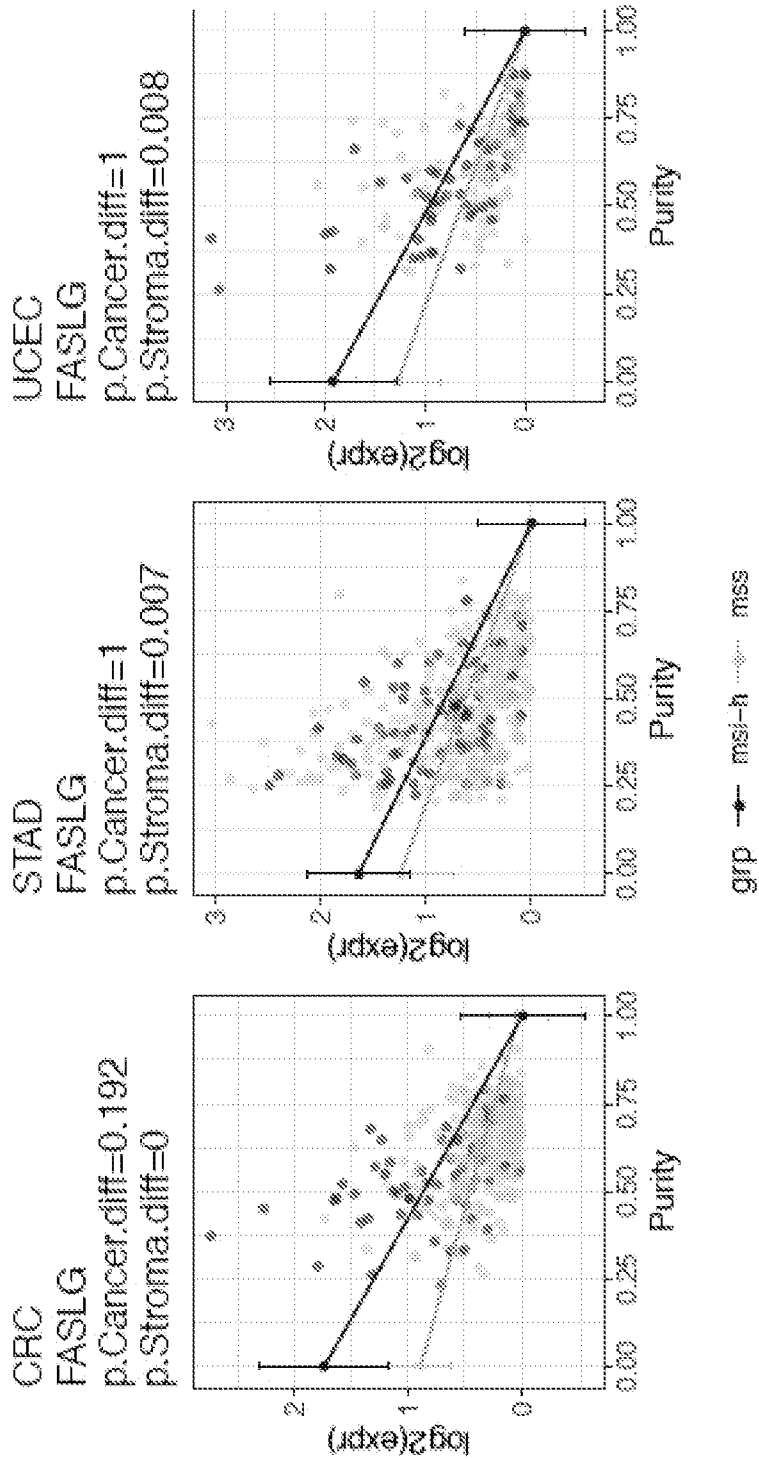 CRC
FASLG
p.Cancer.diff=0.192
p.Stroma.diff=0
log2(expr)
2
1
0
0.00
0.25
0.50
0.75
1.00
Purity
STAD
FASLG
p.Cancer.diff=1
p.Stroma.diff=0.007
log2(expr)
3
2
1
0
0.00
0.25
0.50
0.75
1.00
Purity
UCEC
FASLG
p.Cancer.diff=1
p.Stroma.diff=0.008
log2(expr)
3
2
1
0
0.00
0.25
0.50
0.75
1.00
Purity
grp msi-h mss